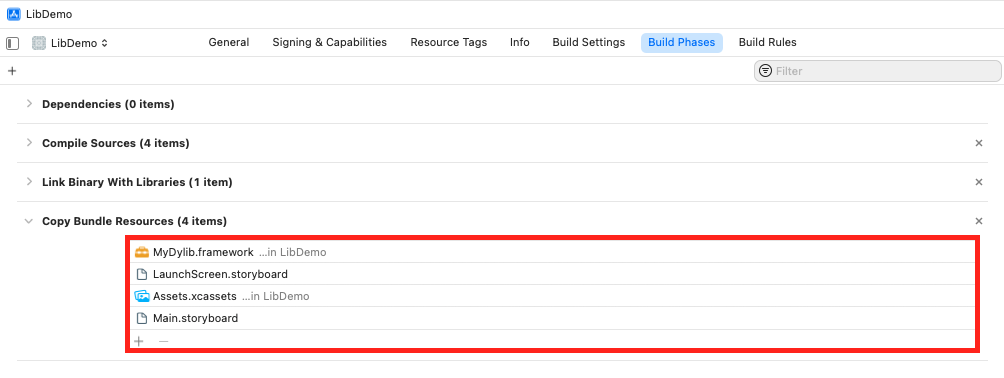 LibDemo
LibDemo General Signing & Capabilities Resource Tags Info Build Settings Build Phases Build Rules
Filter
Dependencies (0 items)
Compile Sources (4 items)
Link Binary With Libraries (1 item)
Copy Bundle Resources (4 items)
MyDylib.framework ...in LibDemo
LaunchScreen.storyboard
Assets.xcassets ...in LibDemo
Main.storyboard